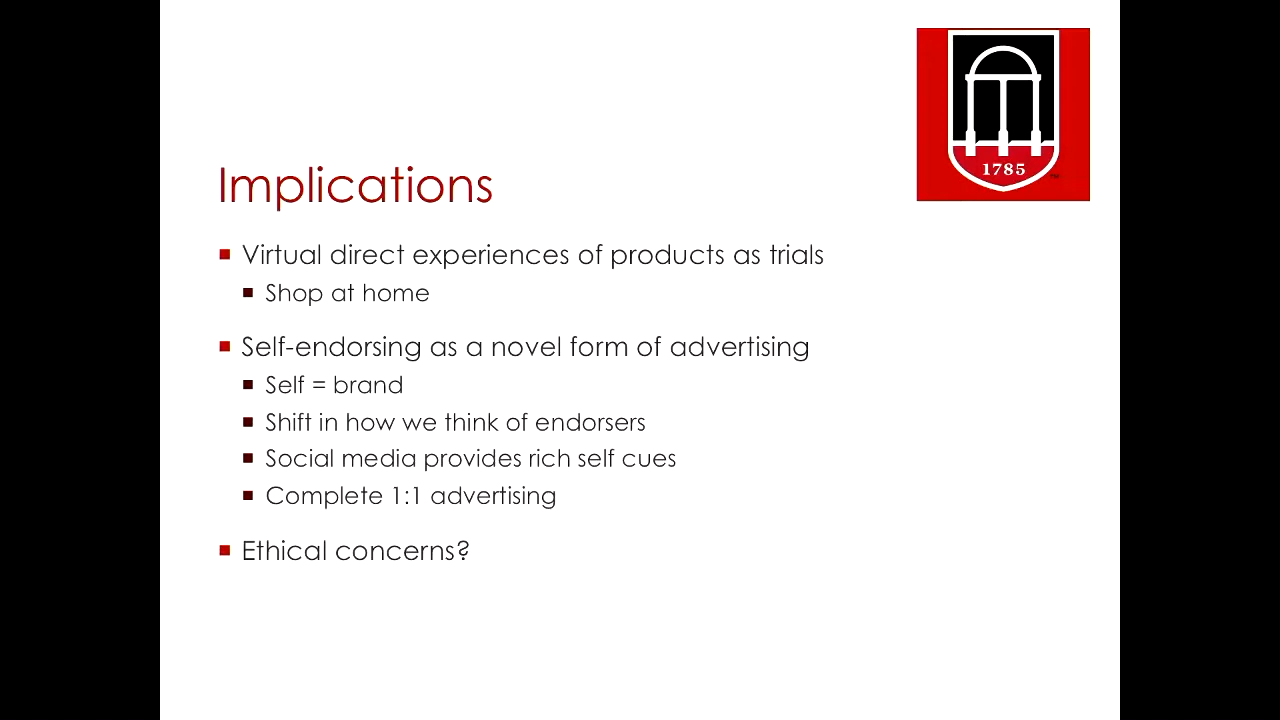 1785
Implications
Virtual direct experiences of products as trials
Shop at home
Self-endorsing as a novel form of advertising
Self = brand
Shift in how we think of endorsers
Social media provides rich self cues
Complete 1:1 advertising
Ethical concerns?